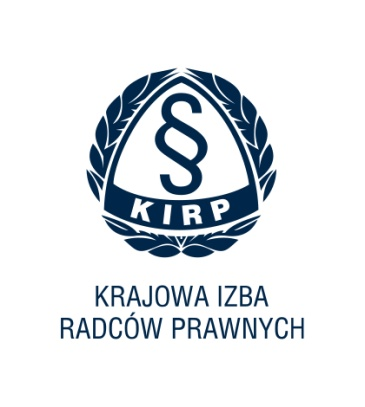 §
KIRP
KRAJOWA IZBA
RADCÓW PRAWNYCH